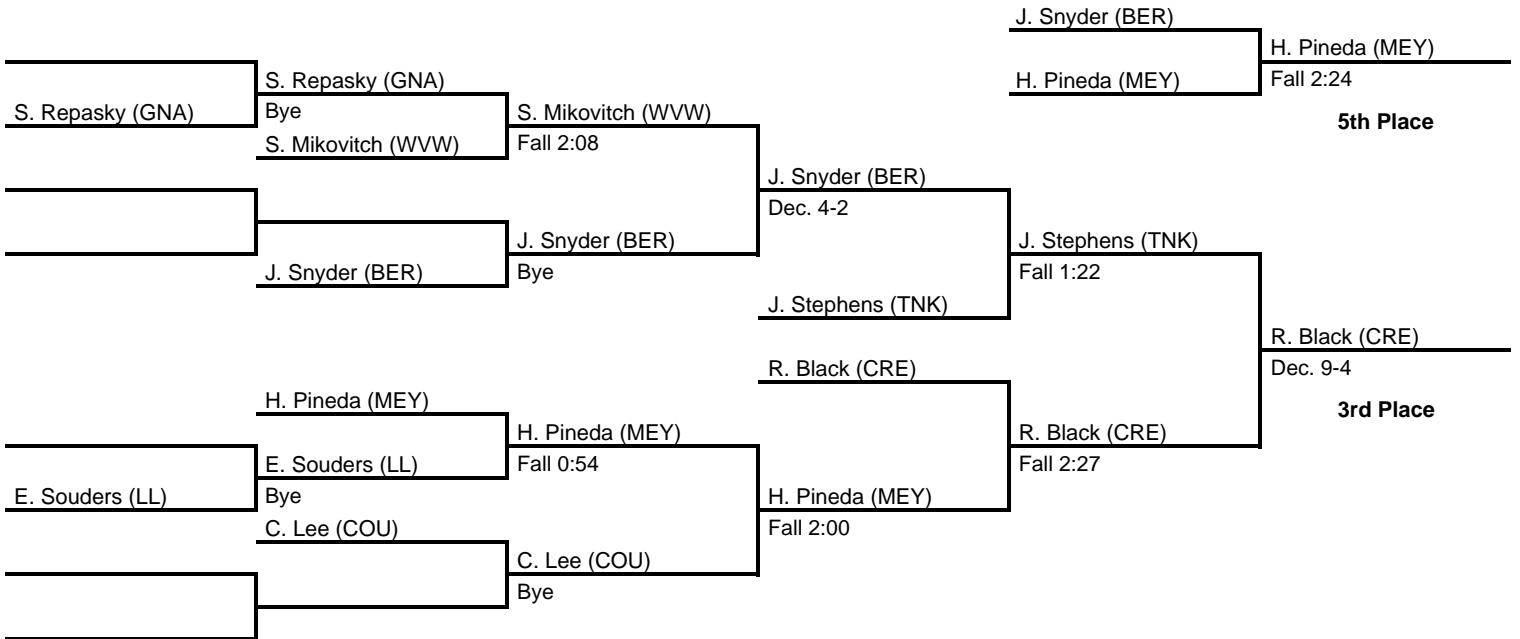 J. Snyder (BER)
H. Pineda (MEY)
S. Repasky (GNA)
H. Pineda (MEY)
Fall 2:24
S. Repasky (GNA)
Bye
S. Mikovitch (WVW)
5th Place
S. Mikovitch (WVW)
Fall 2:08
J. Snyder (BER)
Dec. 4-2
J. Snyder (BER)
J. Stephens (TNK)
J. Snyder (BER)
Bye
Fall 1:22
J. Stephens (TNK)
R. Black (CRE)
R. Black (CRE)
Dec. 9-4
H. Pineda (MEY)
3rd Place
H. Pineda (MEY)
R. Black (CRE)
E. Souders (LL)
Fall 0:54
Fall 2:27
E. Souders (LL)
Bye
H. Pineda (MEY)
C. Lee (COU)
Fall 2:00
C. Lee (COU)
Bye